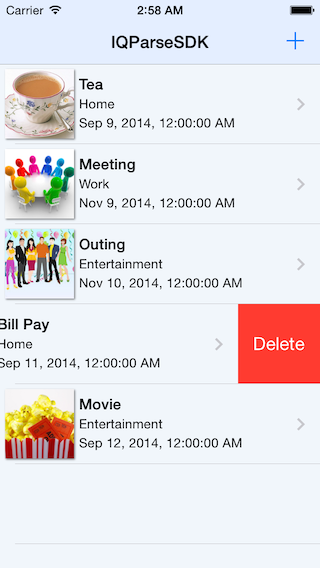 Carrier 2:58 AM
IQParseSDK +
Tea
Home
Sep 9, 2014, 12:00:00 AM
Meeting
Work
Nov 9, 2014, 12:00:00 AM
Outing
Entertainment
Nov 10, 2014, 12:00:00 AM
Bill Pay
Home
Delete
Sep 11, 2014, 12:00:00 AM
Movie
Entertainment
Sep 12, 2014, 12:00:00 AM